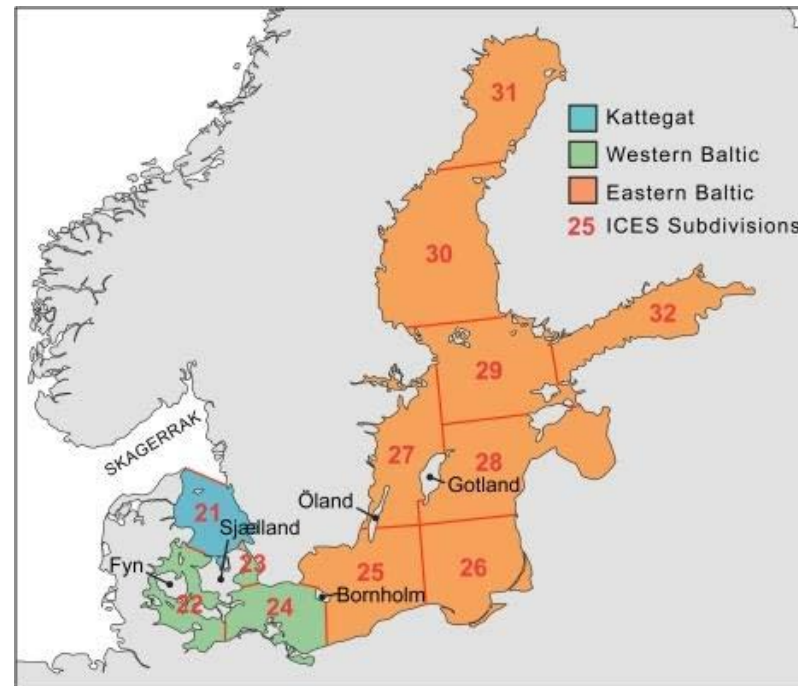 31
Kattegat
Western Baltic
Eastern Baltic
25 ICES Subdivisions
30
32
29
SKAGERRAK
27
28
Gotland
Öland
21
Sjælland
23
Fyn
22
24
25
26
Bornholm